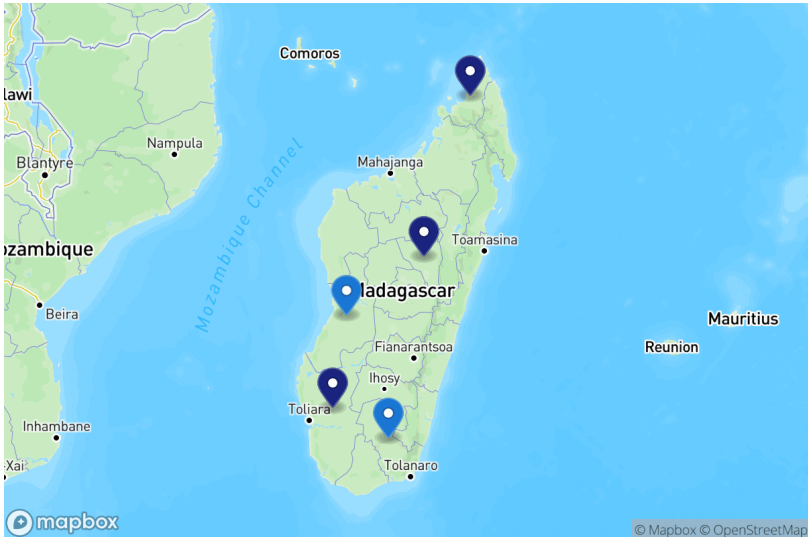 Comoros
lawi
Nampula
Blantyre
Mahajanga
Mozambique Channel
ozambique
Toamasina
Madagascar
Beira
Mauritius
Reunion
Fianarantsoa
Ihosy
Toliara
Inhambane
-Xai
Tolanaro
mapbox
© Mapbox © OpenStreetMap